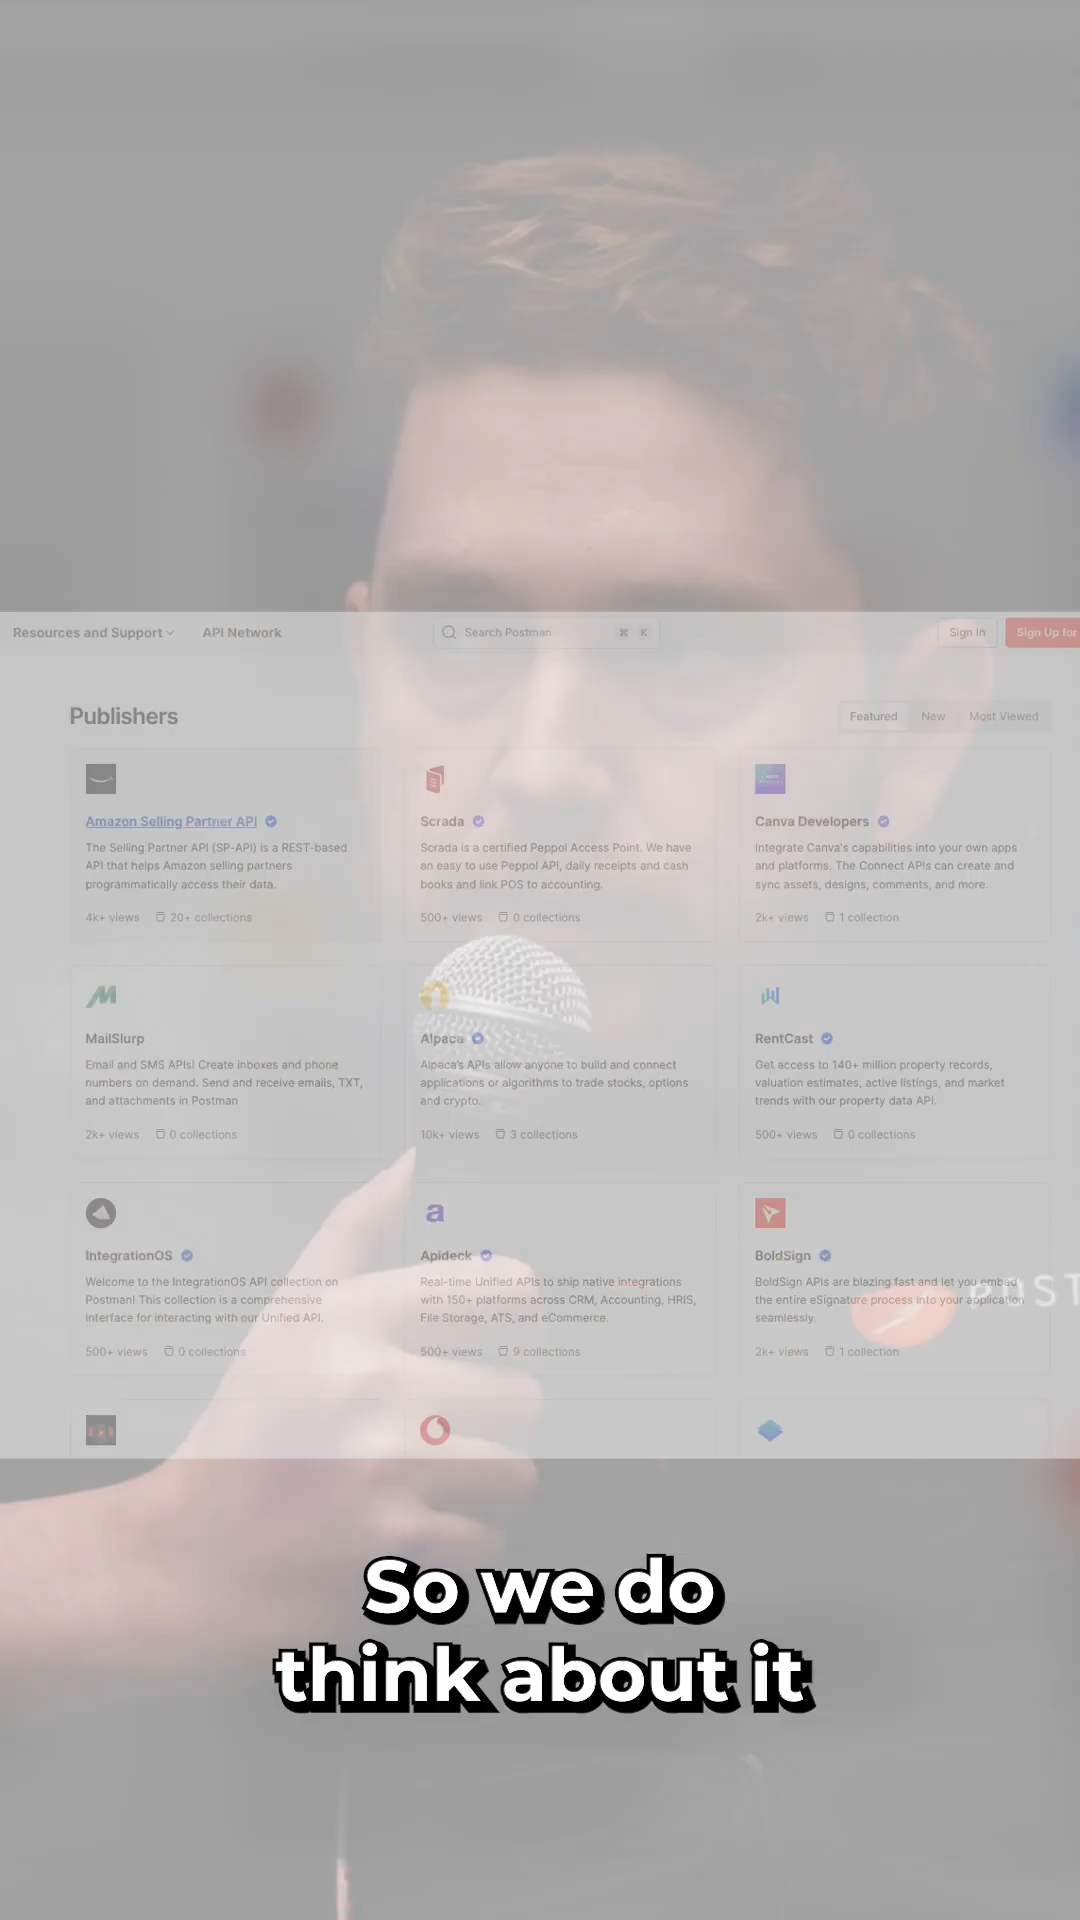 Resources and Support
API Network
Search Postman
⌘ K
Sign In
Sign Up for
Publishers
Featured
New
Most Viewed
Amazon Selling Partner API
The Selling Partner API (SP-API) is a REST-based
API that helps Amazon selling partners
programmatically access their data.
4k+ views
20+ collections
Scrada
Scrada is a certified Peppol Access Point. We have
an easy to use Peppol API, daily receipts and cash
books and link POS to accounting.
500+ views
0 collections
Canva Developers
Integrate Canva's capabilities into your own apps
and platforms. The Connect APIs can create and
sync assets, designs, comments, and more.
2k+ views
1 collection
MailSlurp
Email and SMS APIs! Create inboxes and phone
numbers on demand. Send and receive emails, TXT,
and attachments in Postman
2k+ views
0 collections
Alpaca
Alpaca's APIs allow anyone to build and connect
applications or algorithms to trade stocks, options
and crypto.
10k+ views
3 collections
RentCast
Get access to 140+ million property records,
valuation estimates, active listings, and market
trends with our property data API.
500+ views
0 collections
IntegrationOS
Welcome to the IntegrationOS API collection on
Postman! This collection is a comprehensive
interface for interacting with our Unified API.
500+ views
0 collections
a
Apideck
Real-time Unified APIs to ship native integrations
with 150+ platforms across CRM, Accounting, HRIS,
File Storage, ATS, and eCommerce.
500+ views
9 collections
BoldSign
BoldSign APIs are blazing fast and let you embed
the entire eSignature process into your application
seamlessly.
2k+ views
1 collection
POST
So we do
think about it